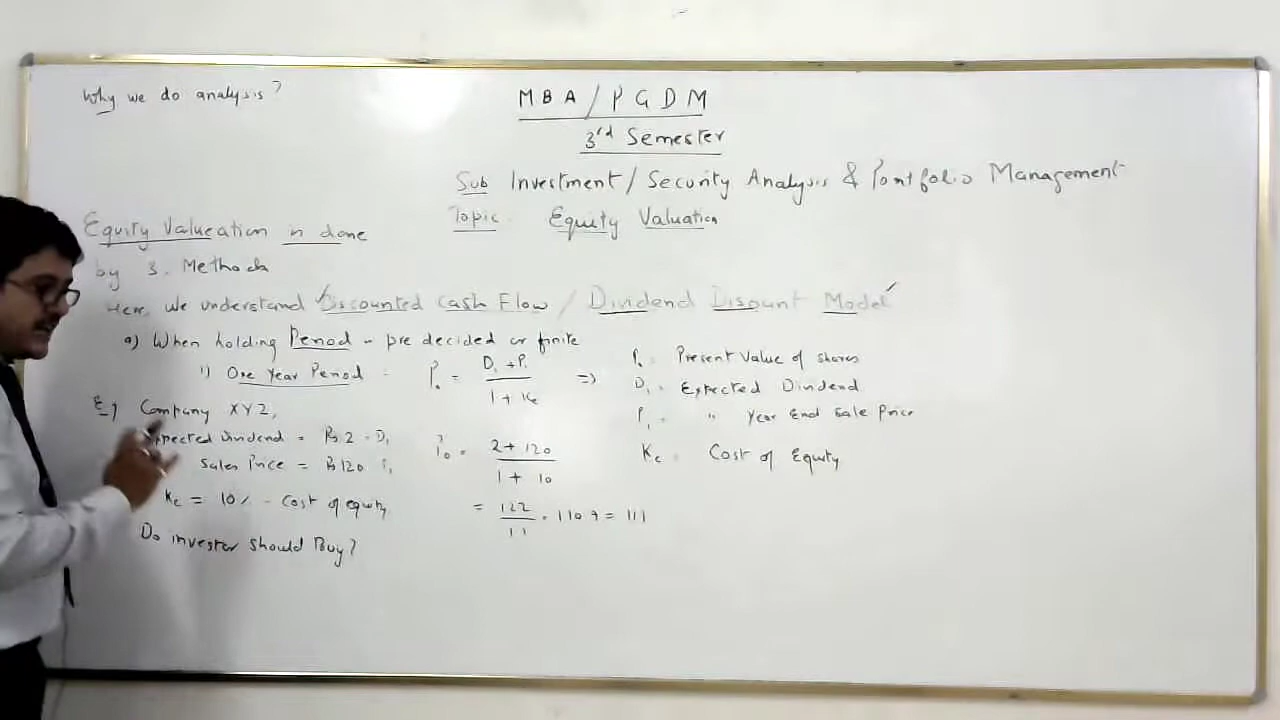 Why we do analysis?
MBA/PGDM
3rd Semester
Sub Investment/Security Analysis & Portfolio Management
Topic. Equity Valuation
Equity Valueation in done
by 3. Methods
Here, we understand Discounted Cash Flow / Dividend Discount Model
a) When holding Period - pre decided or finite
1) One Year Period - P0 = D1 + P1 / 1 + Ke =>
P0 = Present Value of shares
D1 = Expected Dividend
P1 = " Year End Sale Price
Ke = Cost of Equity
Eg Company XYZ,
Expected Dividend = Rs 2 - D1
Sales Price = Rs 120 P1
Ke = 10% - Cost of equity
Do invester should Buy?
P0 = 2 + 120 / 1 + 10
= 122 / 11 = 110 9 = 111